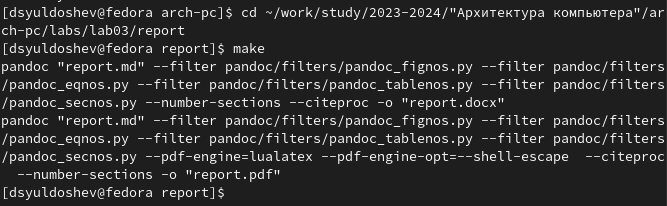 [dsyuldoshev@fedora arch-pc]$ cd ~/work/study/2023-2024/"Архитектура компьютера"/ar
ch-pc/labs/lab03/report
[dsyuldoshev@fedora report]$ make
pandoc "report.md" --filter pandoc/filters/pandoc_fignos.py --filter pandoc/filters
/pandoc_eqnos.py --filter pandoc/filters/pandoc_tablenos.py --filter pandoc/filters
/pandoc_secnos.py --number-sections --citeproc -o "report.docx"
pandoc "report.md" --filter pandoc/filters/pandoc_fignos.py --filter pandoc/filters
/pandoc_eqnos.py --filter pandoc/filters/pandoc_tablenos.py --filter pandoc/filters
/pandoc_secnos.py --pdf-engine=lualatex --pdf-engine-opt=--shell-escape  --citeproc
  --number-sections -o "report.pdf"
[dsyuldoshev@fedora report]$